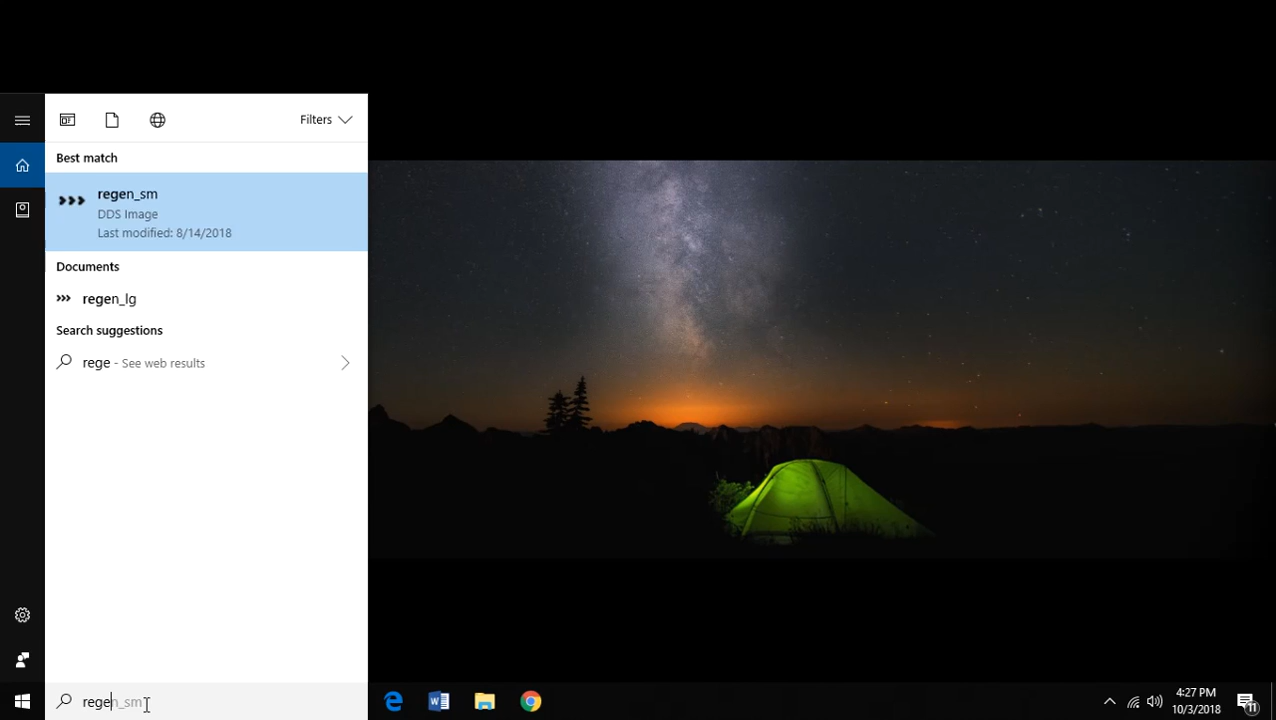 Filters
Best match
regen_sm
DDS Image
Last modified: 8/14/2018
Documents
regen_lg
Search suggestions
rege - See web results
regen_sm
4:27 PM
10/3/2018
11